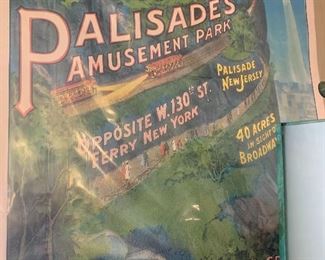 PALISADES
AMUSEMENT PARK
PALISADE
NEW JERSEY
OPPOSITE W. 130th ST.
FERRY NEW YORK
40 ACRES
IN SIGHT OF
BROADWAY